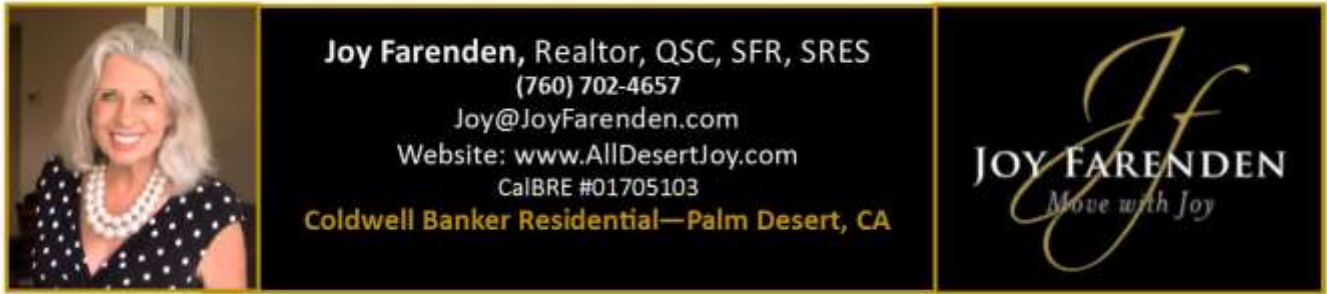 Joy Farenden, Realtor, QSC, SFR, SRES
(760) 702-4657
Joy@JoyFarenden.com
Website: www.AllDesertJoy.com
CalBRE #01705103
Coldwell Banker Residential—Palm Desert, CA
Jf
JOY FARENDEN
Move with Joy